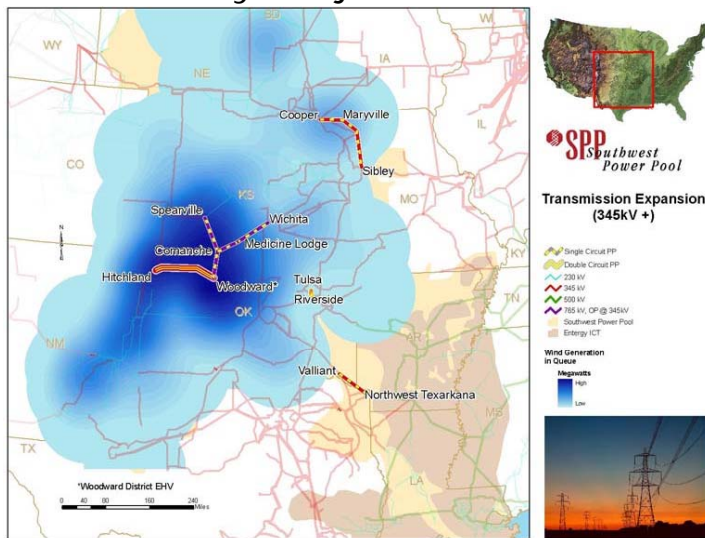 SD
WY
NE
IA
WI
Cooper
Maryville
IL
CO
Sibley
MO
KS
Spearville
Wichita
Comanche
Medicine Lodge
Hitchland
Woodward*
Tulsa
Riverside
OK
KY
TN
NM
AR
Valliant
Northwest Texarkana
MS
TX
LA
*Woodward District EHV
0 40 80 160 240
Miles
SPP
Southwest
Power Pool
Transmission Expansion
(345kV +)
Single Circuit PP
Double Circuit PP
230 kV
345 kV
500 kV
765 kV, OP @ 345kV
Southwest Power Pool
Entergy ICT
Wind Generation
in Queue
Megawatts
High
Low